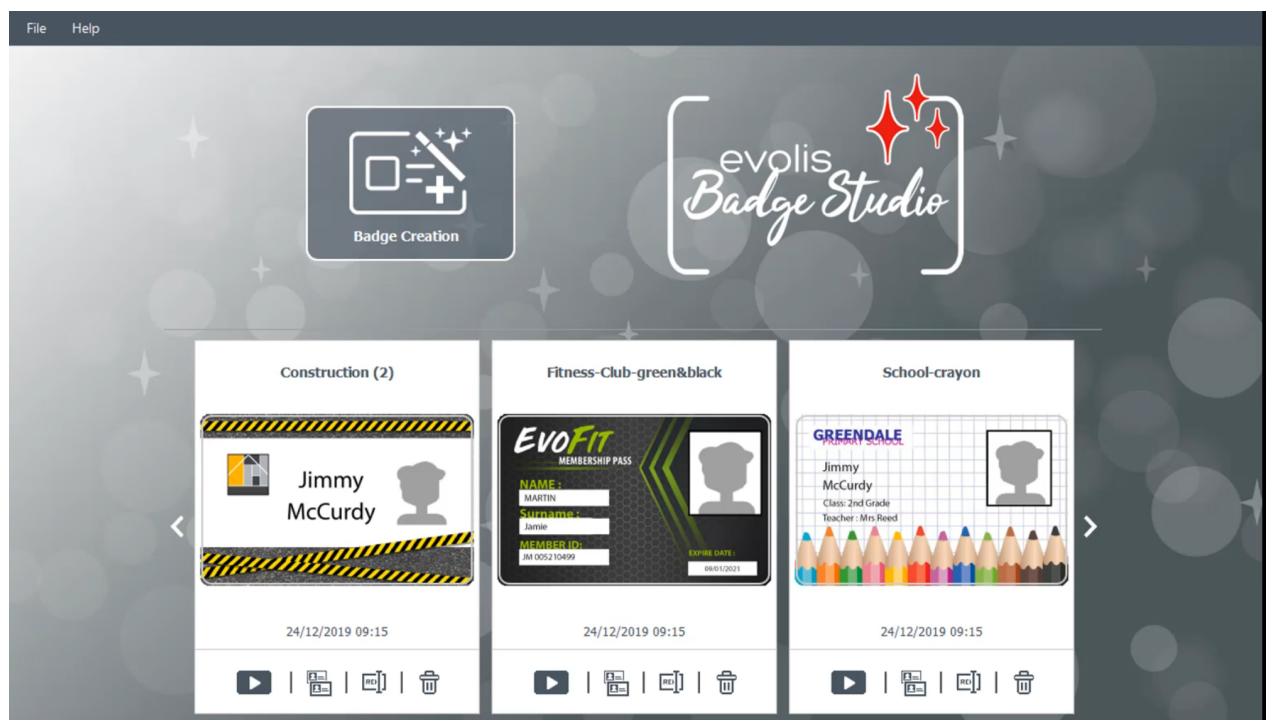 File Help
Badge Creation
evolis
Badge Studio
Construction (2)
Jimmy
McCurdy
24/12/2019 09:15
Fitness-Club-green&black
EVOFIT
MEMBERSHIP PASS
NAME :
MARTIN
Surname :
Jamie
MEMBER ID:
JM 005210499
EXPIRE DATE :
09/01/2021
24/12/2019 09:15
School-crayon
GREENDALE
PRIMARY SCHOOL
Jimmy
McCurdy
Class: 2nd Grade
Teacher : Mrs Reed
24/12/2019 09:15